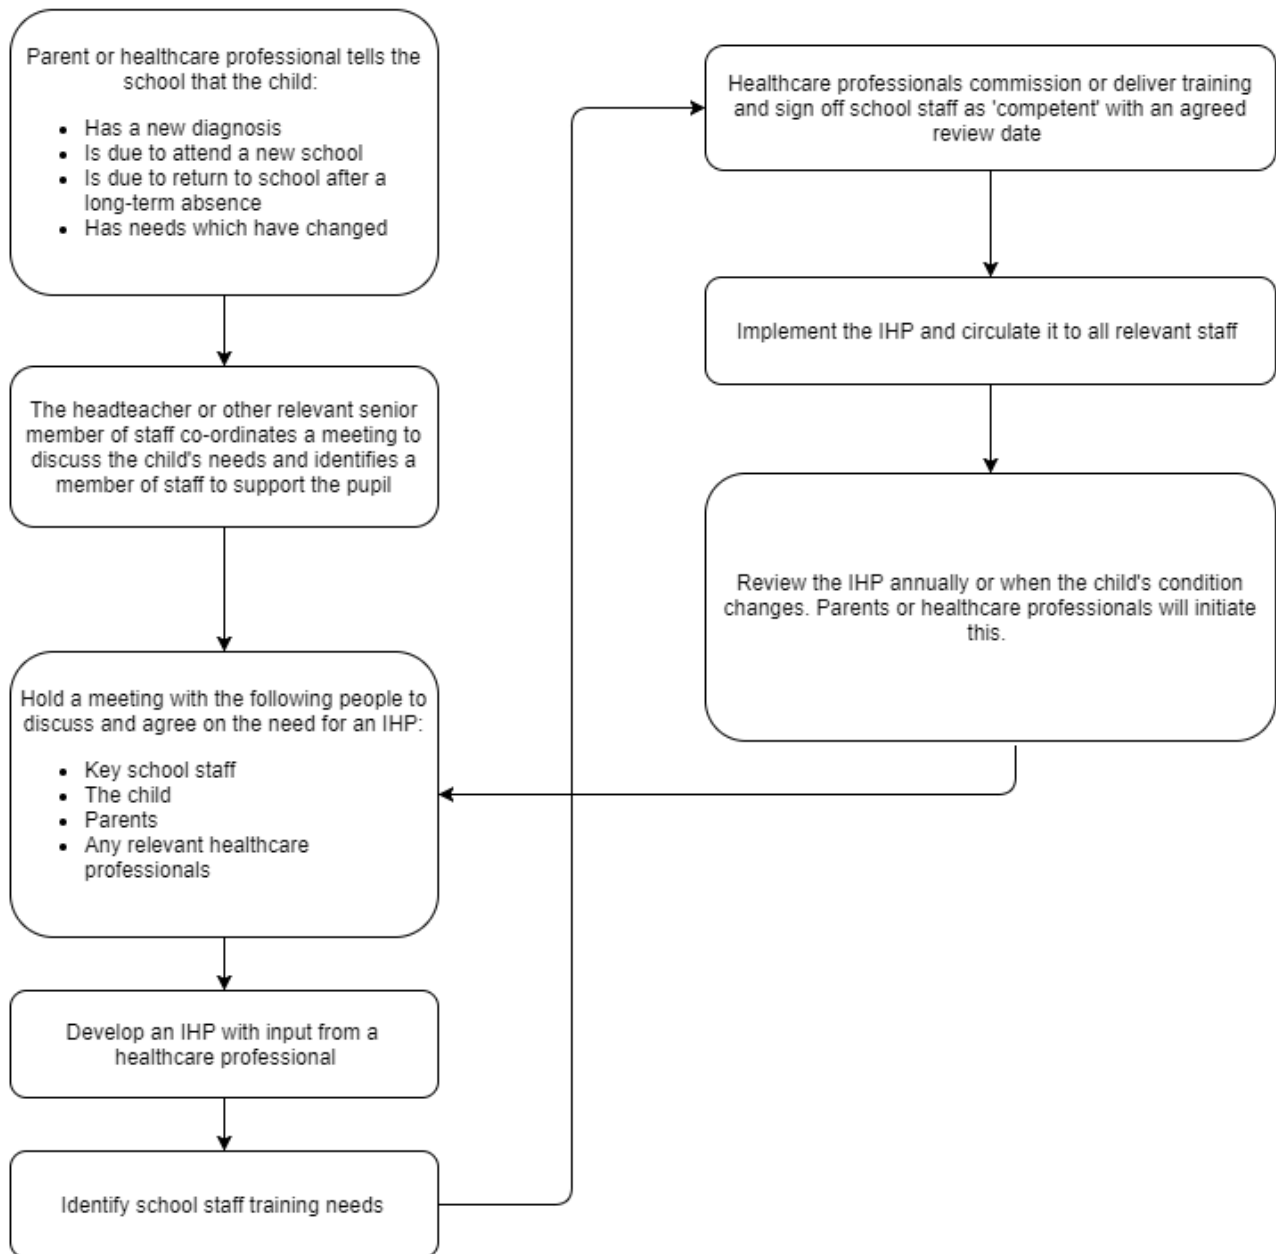 Parent or healthcare professional tells the
school that the child:
• Has a new diagnosis
• Is due to attend a new school
• Is due to return to school after a
long-term absence
• Has needs which have changed
The headteacher or other relevant senior
member of staff co-ordinates a meeting to
discuss the child's needs and identifies a
member of staff to support the pupil
Hold a meeting with the following people to
discuss and agree on the need for an IHP:
• Key school staff
• The child
• Parents
• Any relevant healthcare
professionals
Develop an IHP with input from a
healthcare professional
Identify school staff training needs
Healthcare professionals commission or deliver training
and sign off school staff as 'competent' with an agreed
review date
Implement the IHP and circulate it to all relevant staff
Review the IHP annually or when the child's condition
changes. Parents or healthcare professionals will initiate
this.